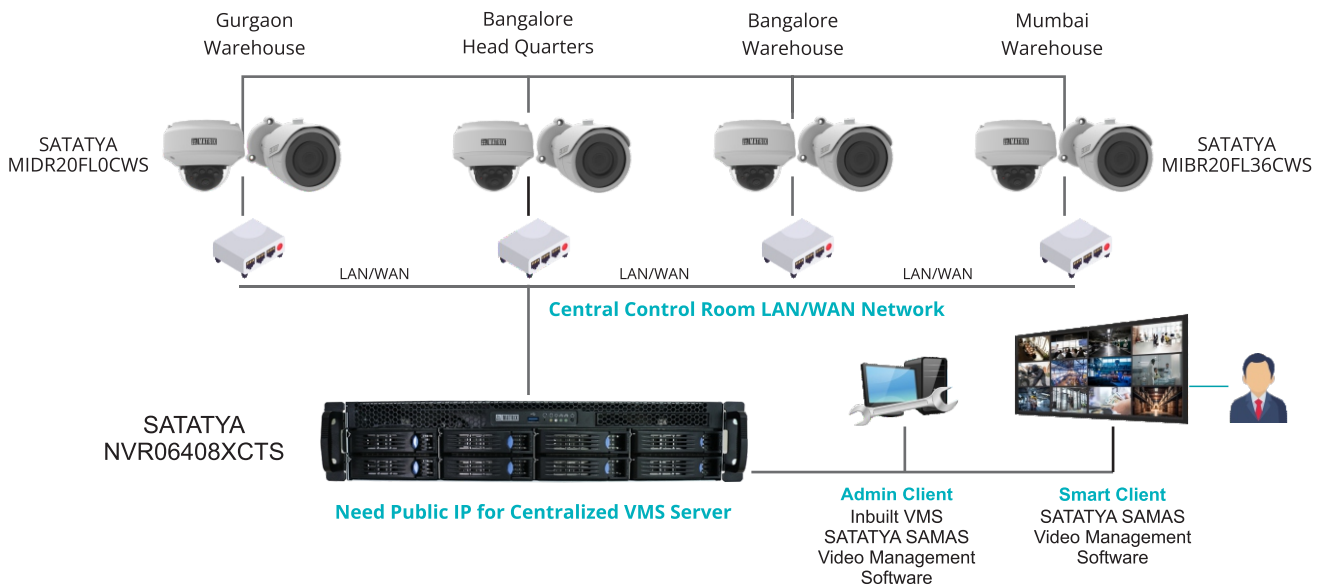 Gurgaon
Warehouse
Bangalore
Head Quarters
Bangalore
Warehouse
Mumbai
Warehouse
SATATYA
MIDR20FL0CWS
SATATYA
MIBR20FL36CWS
LAN/WAN
LAN/WAN
LAN/WAN
Central Control Room LAN/WAN Network
SATATYA
NVR06408XCTS
Need Public IP for Centralized VMS Server
Admin Client
Inbuilt VMS
SATATYA SAMAS
Video Management
Software
Smart Client
SATATYA SAMAS
Video Management
Software